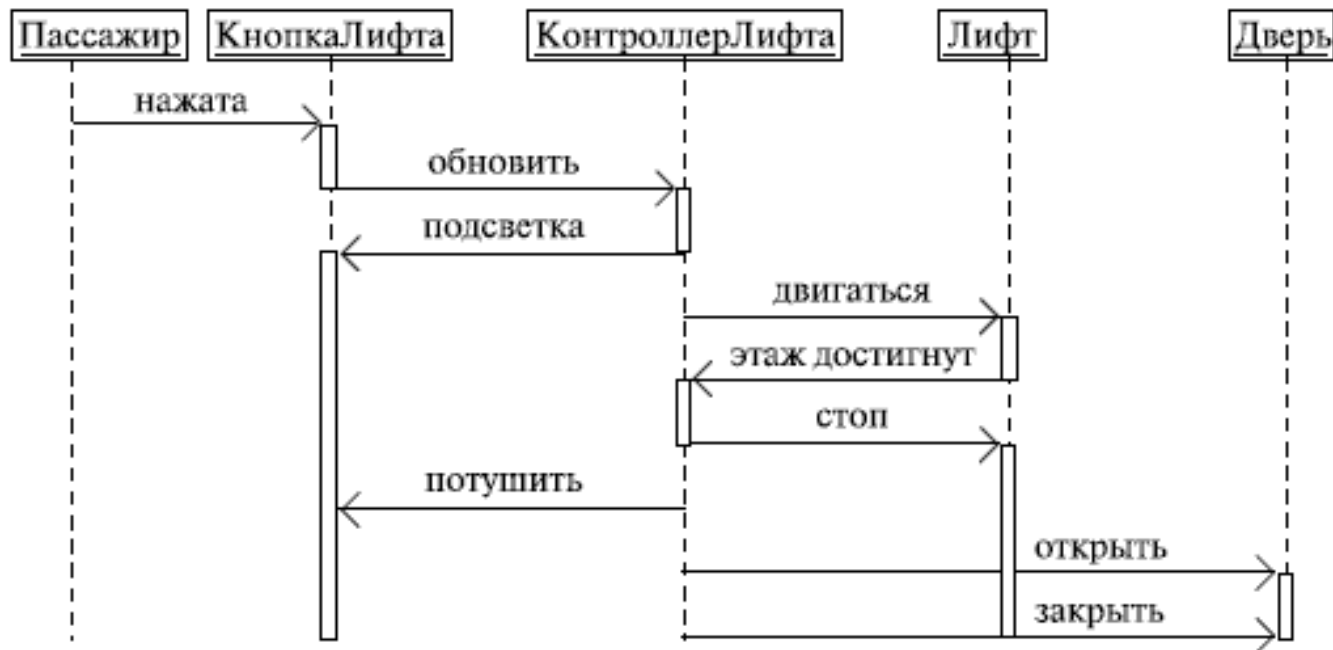 Пассажир КнопкаЛифта КонтроллерЛифта Лифт Дверь
нажата
обновить
подсветка
двигаться
этаж достигнут
стоп
потушить
открыть
закрыть